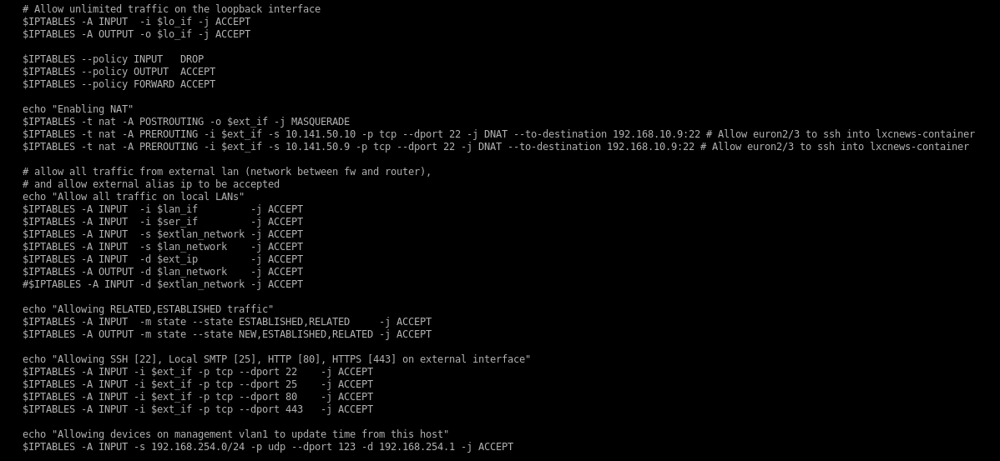 # Allow unlimited traffic on the loopback interface
$IPTABLES -A INPUT  -i $lo_if -j ACCEPT
$IPTABLES -A OUTPUT -o $lo_if -j ACCEPT

$IPTABLES --policy INPUT   DROP
$IPTABLES --policy OUTPUT  ACCEPT
$IPTABLES --policy FORWARD ACCEPT

echo "Enabling NAT"
$IPTABLES -t nat -A POSTROUTING -o $ext_if -j MASQUERADE
$IPTABLES -t nat -A PREROUTING -i $ext_if -s 10.141.50.10 -p tcp --dport 22 -j DNAT --to-destination 192.168.10.9:22 # Allow euron2/3 to ssh into lxcnews-container
$IPTABLES -t nat -A PREROUTING -i $ext_if -s 10.141.50.9 -p tcp --dport 22 -j DNAT --to-destination 192.168.10.9:22 # Allow euron2/3 to ssh into lxcnews-container

# allow all traffic from external lan (network between fw and router),
# and allow external alias ip to be accepted
echo "Allow all traffic on local LANs"
$IPTABLES -A INPUT  -i $lan_if         -j ACCEPT
$IPTABLES -A INPUT  -i $ser_if         -j ACCEPT
$IPTABLES -A INPUT  -s $extlan_network -j ACCEPT
$IPTABLES -A INPUT  -s $lan_network    -j ACCEPT
$IPTABLES -A INPUT  -d $ext_ip         -j ACCEPT
$IPTABLES -A OUTPUT -d $lan_network    -j ACCEPT
#$IPTABLES -A INPUT -d $extlan_network -j ACCEPT

echo "Allowing RELATED,ESTABLISHED traffic"
$IPTABLES -A INPUT  -m state --state ESTABLISHED,RELATED     -j ACCEPT
$IPTABLES -A OUTPUT -m state --state NEW,ESTABLISHED,RELATED -j ACCEPT

echo "Allowing SSH [22], Local SMTP [25], HTTP [80], HTTPS [443] on external interface"
$IPTABLES -A INPUT -i $ext_if -p tcp --dport 22    -j ACCEPT
$IPTABLES -A INPUT -i $ext_if -p tcp --dport 25    -j ACCEPT
$IPTABLES -A INPUT -i $ext_if -p tcp --dport 80    -j ACCEPT
$IPTABLES -A INPUT -i $ext_if -p tcp --dport 443   -j ACCEPT

echo "Allowing devices on management vlan1 to update time from this host"
$IPTABLES -A INPUT -s 192.168.254.0/24 -p udp --dport 123 -d 192.168.254.1 -j ACCEPT